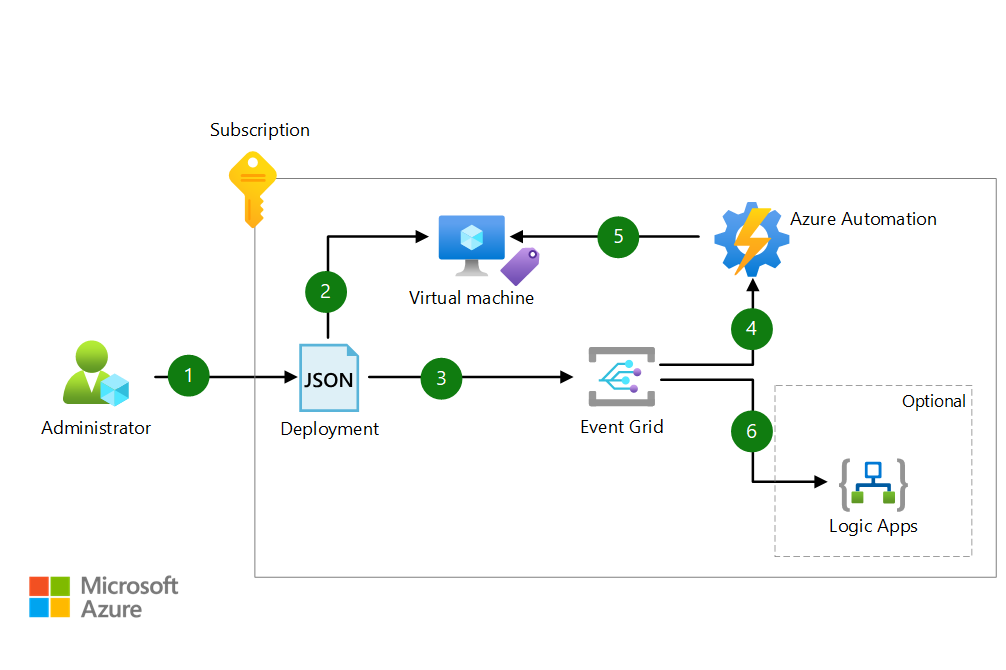 Subscription
Azure Automation
5
Virtual machine
2
4
1
JSON
3
Administrator
Deployment
Event Grid
Optional
6
Logic Apps
Microsoft
Azure